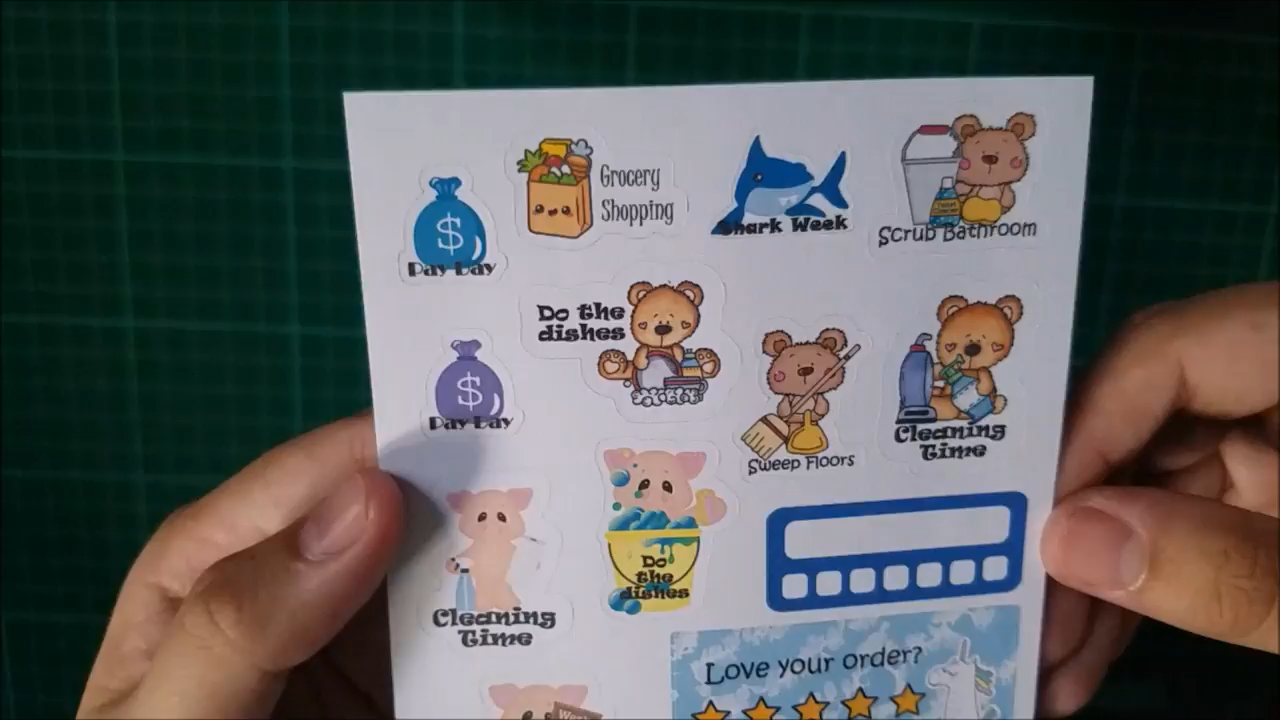 $
Pay Day
Grocery
Shopping
Shark Week
Scrub Bathroom
$
Pay Day
Do the
dishes
Sweep Floors
Cleaning
Time
Cleaning
Time
Do
the
dishes
Love your order?